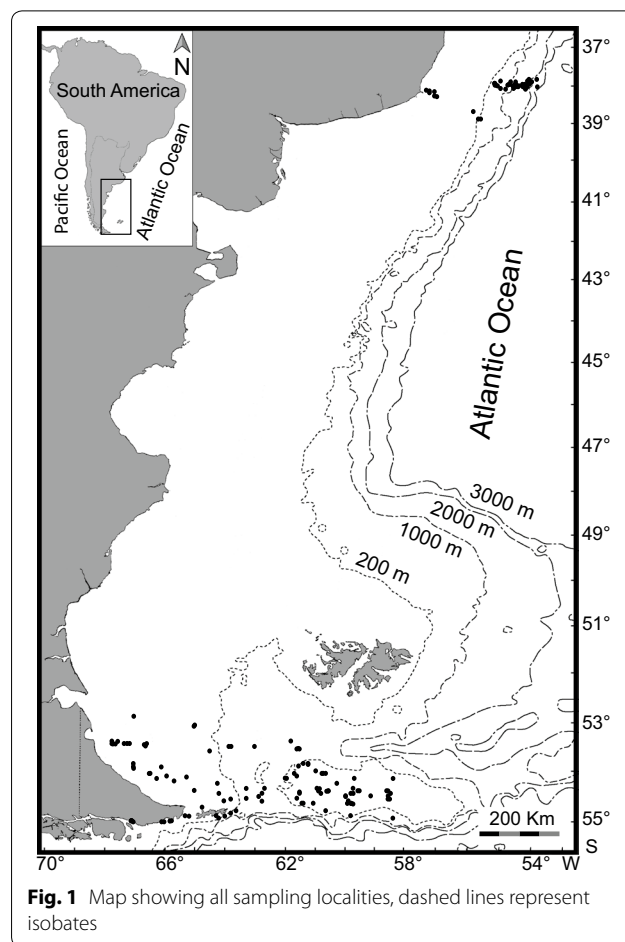 N
South America
Pacific Ocean
Atlantic Ocean
37°
39°
41°
43°
45°
47°
49°
51°
53°
55°
S
Atlantic Ocean
3000 m
2000 m
1000 m
200 m
200 Km
70° 66° 62° 58° 54° W
Fig. 1 Map showing all sampling localities, dashed lines represent
isobates